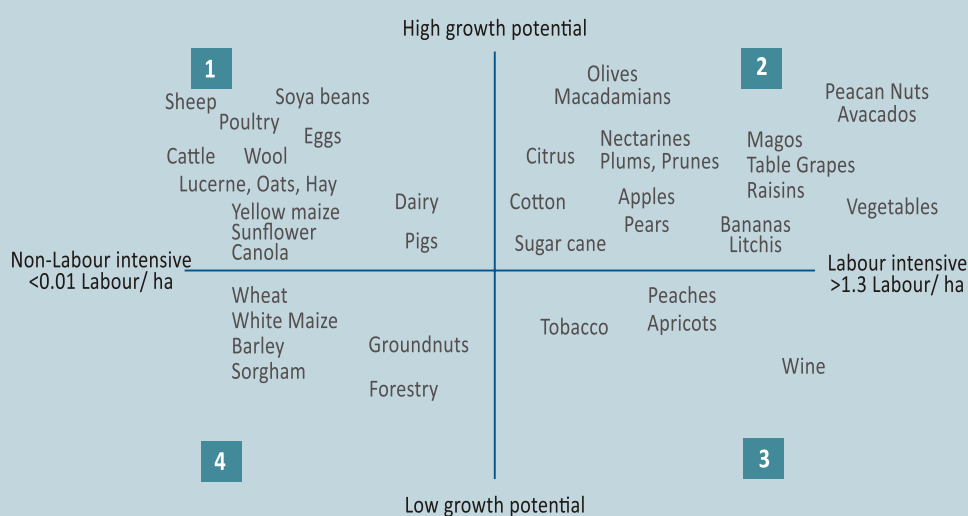 High growth potential
1
Sheep
Soya beans
Poultry
Eggs
Cattle
Wool
Lucerne, Oats, Hay
Yellow maize
Sunflower
Canola
Dairy
Pigs
2
Olives
Macadamians
Peacan Nuts
Avacados
Citrus
Nectarines
Plums, Prunes
Magos
Table Grapes
Raisins
Cotton
Apples
Pears
Vegetables
Sugar cane
Bananas
Litchis
Non-Labour intensive
<0.01 Labour/ ha
Labour intensive
>1.3 Labour/ ha
Wheat
White Maize
Barley
Sorgham
Groundnuts
Forestry
4
Peaches
Apricots
Tobacco
Wine
3
Low growth potential